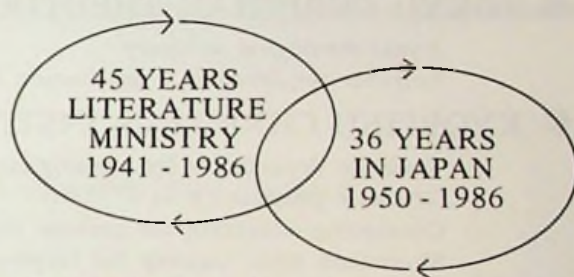 45 YEARS
LITERATURE
MINISTRY
1941 - 1986
36 YEARS
IN JAPAN
1950 - 1986